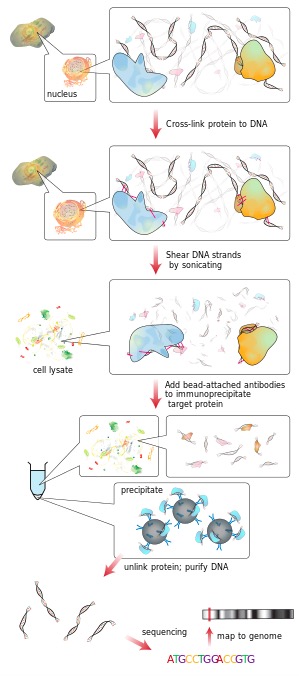 nucleus
Cross-link protein to DNA
Shear DNA strands
by sonicating
cell lysate
Add bead-attached antibodies
to immunoprecipitate
target protein
precipitate
unlink protein; purify DNA
sequencing
map to genome
ATGCCTGGACCGTG